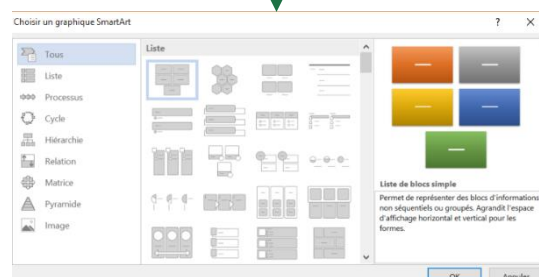 Choisir un graphique SmartArt
? X
Tous
Liste
Processus
Cycle
Hiérarchie
Relation
Matrice
Pyramide
Image
Liste
Liste de blocs simple
Permet de représenter des blocs d'informations
non séquentiels ou groupés. Agrandit l'espace
d'affichage horizontal et vertical pour les
formes.
OK
Annuler